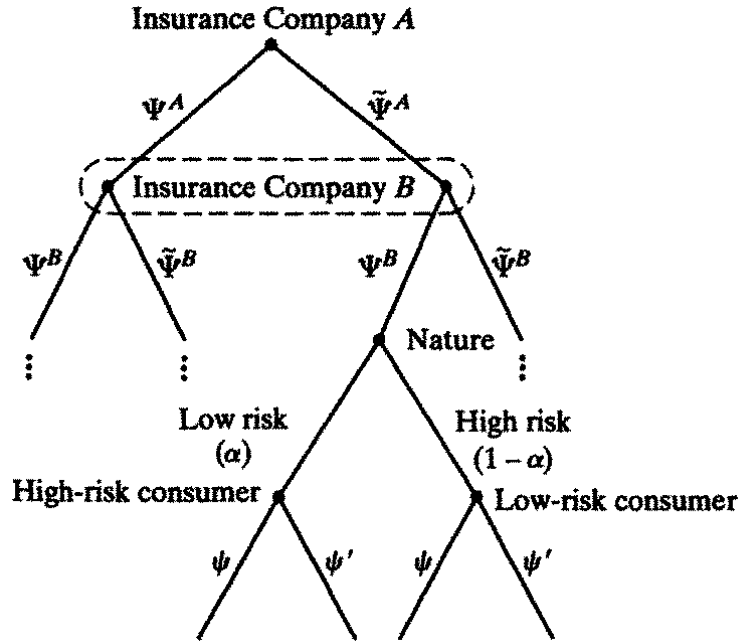 Insurance Company A
Ψ^A Ψ̃^A
Insurance Company B
Ψ^B Ψ̃^B Ψ^B Ψ̃^B
⋮ ⋮ Nature ⋮
Low risk High risk
(α) (1 – α)
High-risk consumer Low-risk consumer
ψ ψ′ ψ ψ′